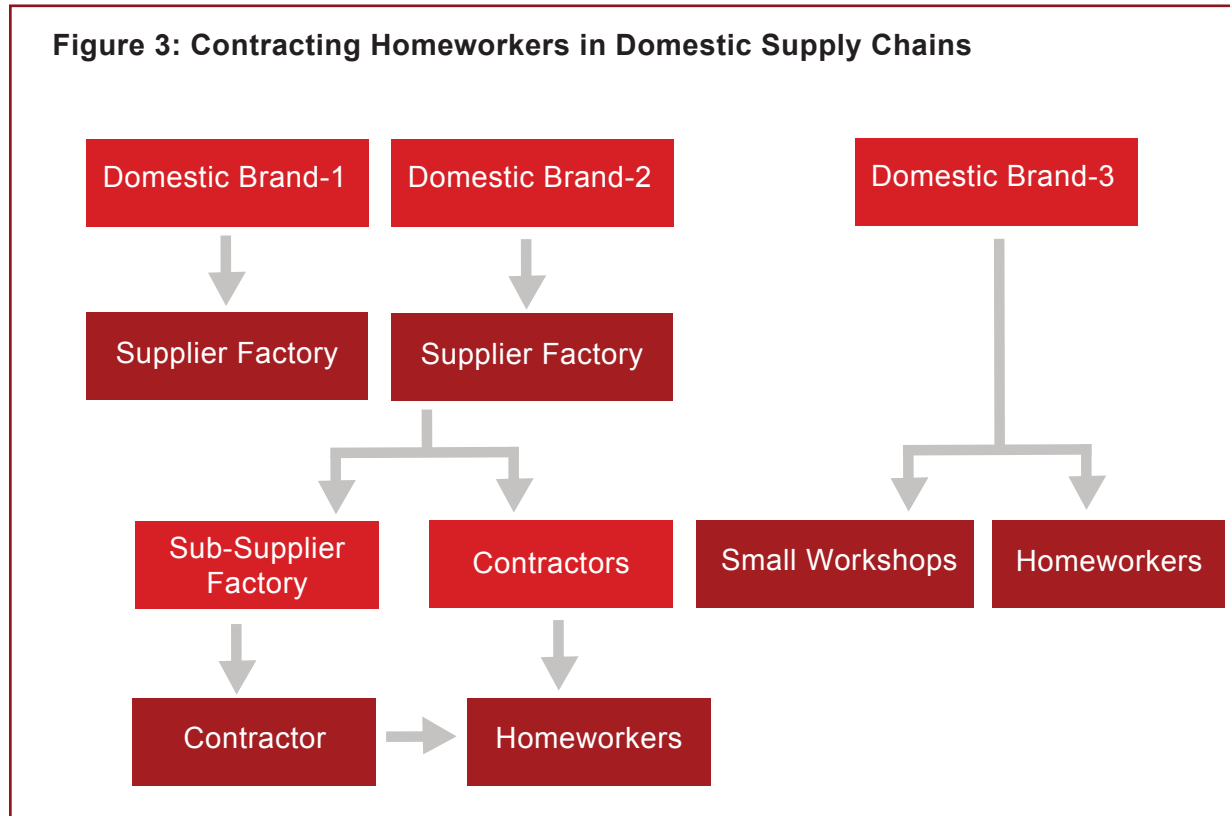 Figure 3: Contracting Homeworkers in Domestic Supply Chains
Domestic Brand-1
Domestic Brand-2
Domestic Brand-3
Supplier Factory
Supplier Factory
Sub-Supplier
Factory
Contractors
Small Workshops
Homeworkers
Contractor
Homeworkers